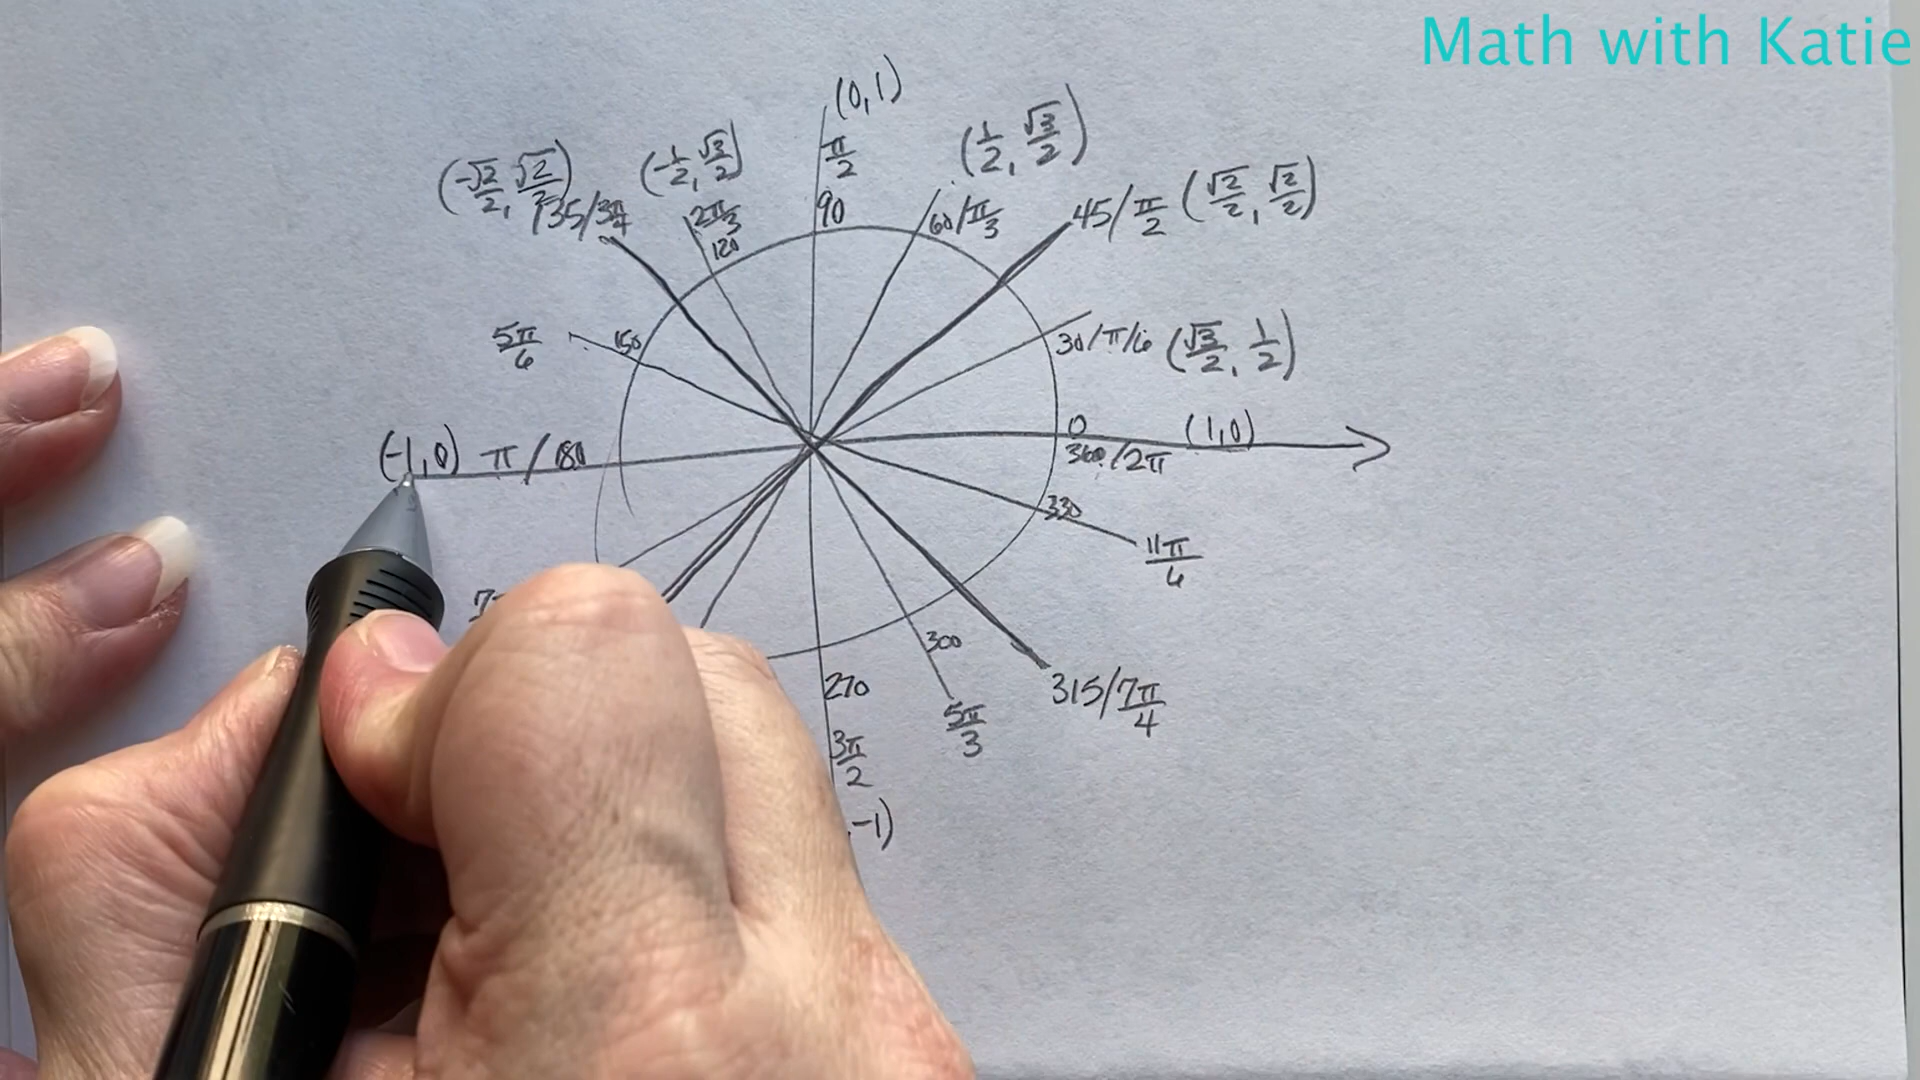 Math with Katie
(0,1)
π/2
90
(1/2, √3/2)
60/π/3
45/π/2 (√2/2, √2/2)
(-√2/2, √2/2)
135/3π/4
(-1/2, √3/2)
2π/3
120
5π/6
150
30/π/6 (√3/2, 1/2)
0 (1,0)
360/2π
(-1,0) π/180
330
11π/6
300
5π/3
315/7π/4
270
3π/2
,-1)